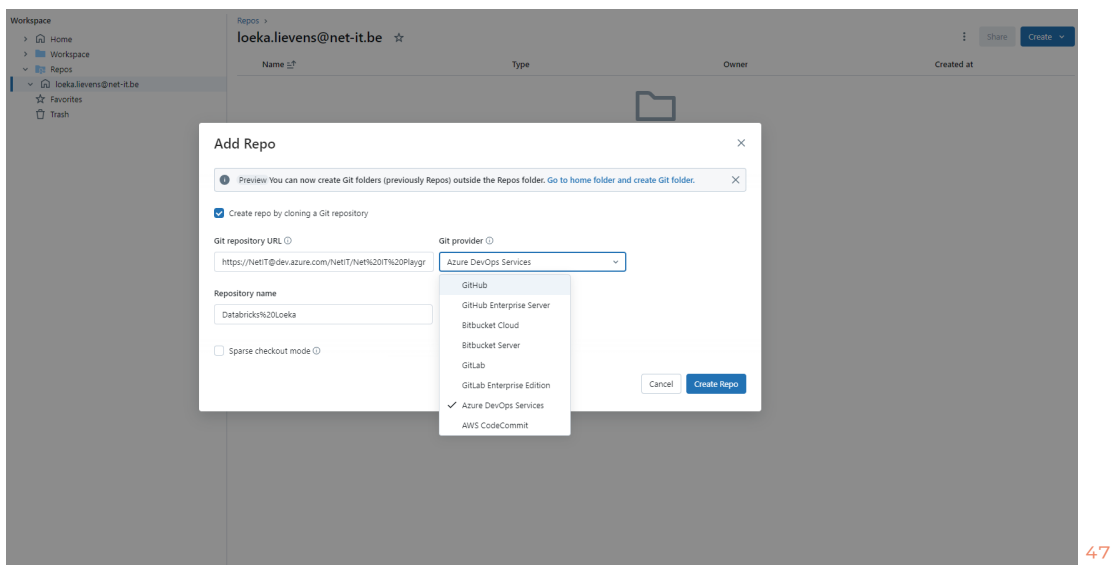 Workspace
Home
Workspace
Repos
loeka.lievens@net-it.be
Favorites
Trash
Repos ›
loeka.lievens@net-it.be
Share
Create
Name
Type
Owner
Created at
Add Repo
Preview You can now create Git folders (previously Repos) outside the Repos folder. Go to home folder and create Git folder.
Create repo by cloning a Git repository
Git repository URL
Git provider
https://NetIT@dev.azure.com/NetIT/Net%20IT%20Playgr
Azure DevOps Services
GitHub
Repository name
GitHub Enterprise Server
Databricks%20Loeka
Bitbucket Cloud
Bitbucket Server
Sparse checkout mode
GitLab
GitLab Enterprise Edition
Cancel
Create Repo
Azure DevOps Services
AWS CodeCommit
47